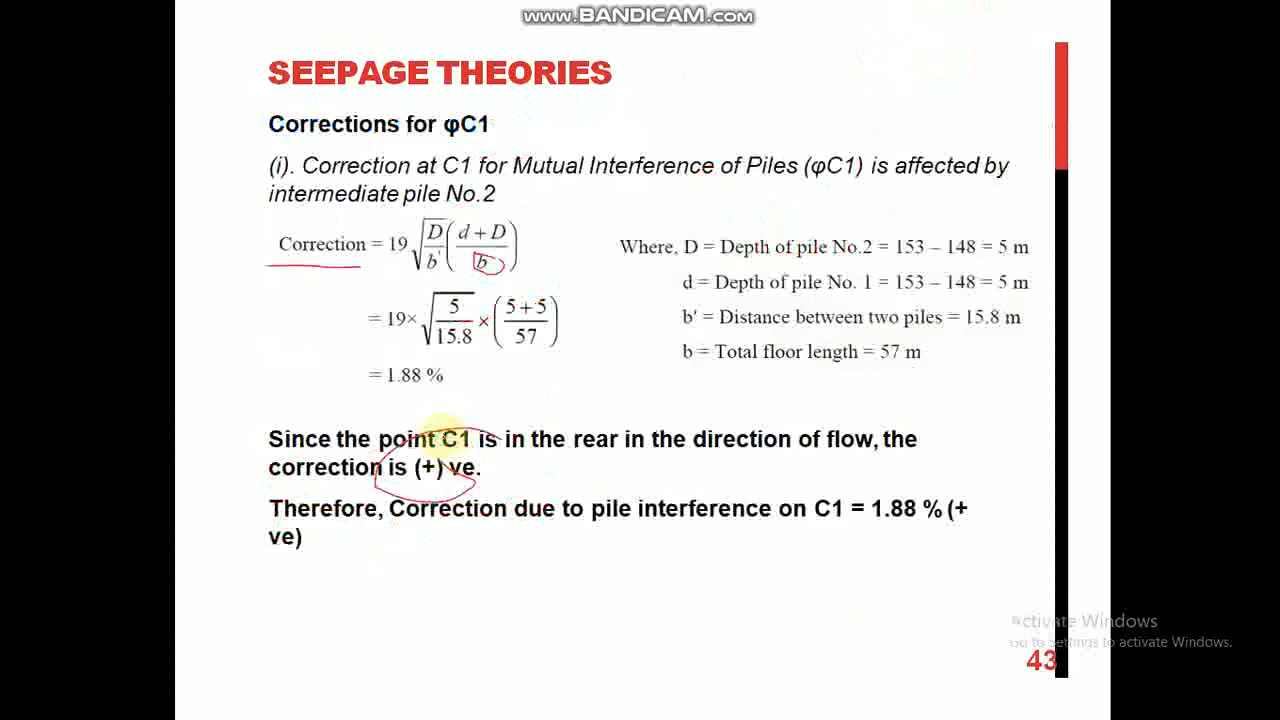 WWW.BANDICAM.COM
SEEPAGE THEORIES
Corrections for φC1
(i). Correction at C1 for Mutual Interference of Piles (φC1) is affected by
intermediate pile No.2
Correction = 19 √(D/b') ((d + D)/b)
= 19 × √(5/15.8) × ((5 + 5)/57)
= 1.88 %
Where, D = Depth of pile No.2 = 153 – 148 = 5 m
d = Depth of pile No. 1 = 153 – 148 = 5 m
b' = Distance between two piles = 15.8 m
b = Total floor length = 57 m
Since the point C1 is in the rear in the direction of flow, the
correction is (+) ve.
Therefore, Correction due to pile interference on C1 = 1.88 % (+
ve)
Activate Windows
Go to Settings to activate Windows.
43